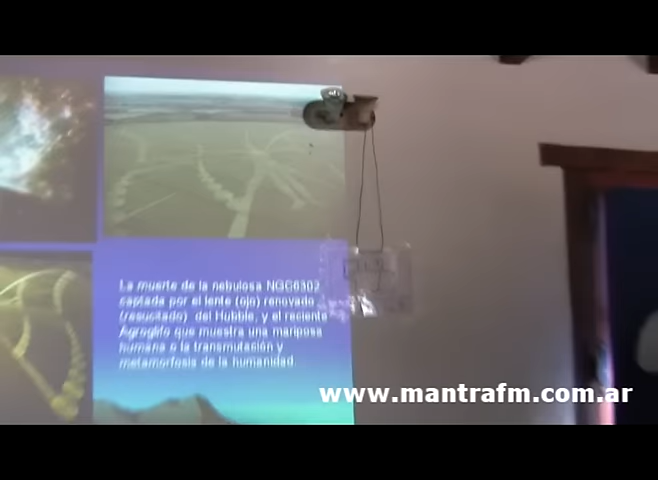 La muerte de la nebulosa NGC6302
captada por el lente (ojo) renovado
(resucitado) del Hubble, y el reciente
Agroglifo que muestra una mariposa
humana o la transmutación y
metamorfosis de la humanidad.
www.mantrafm.com.ar